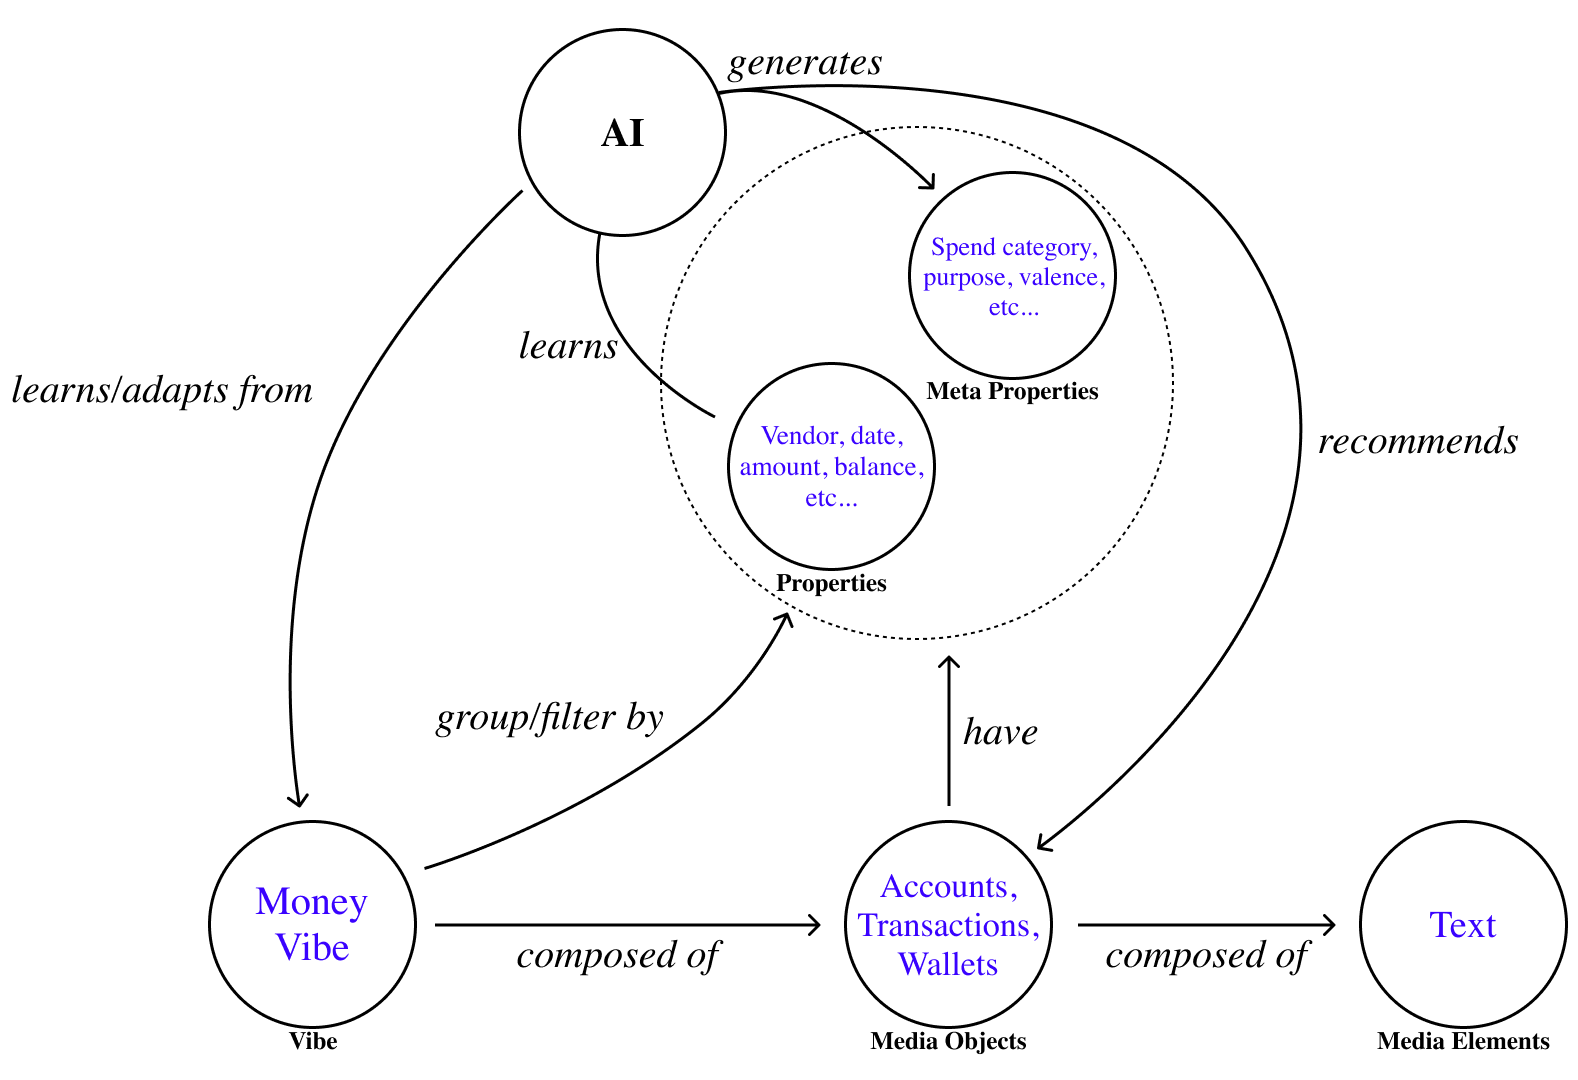 generates
AI
Spend category,
purpose, valence,
etc...
learns
learns/adapts from
Meta Properties
Vendor, date,
amount, balance,
etc...
recommends
Properties
group/filter by
have
Money
Vibe
composed of
Accounts,
Transactions,
Wallets
composed of
Text
Vibe
Media Objects
Media Elements